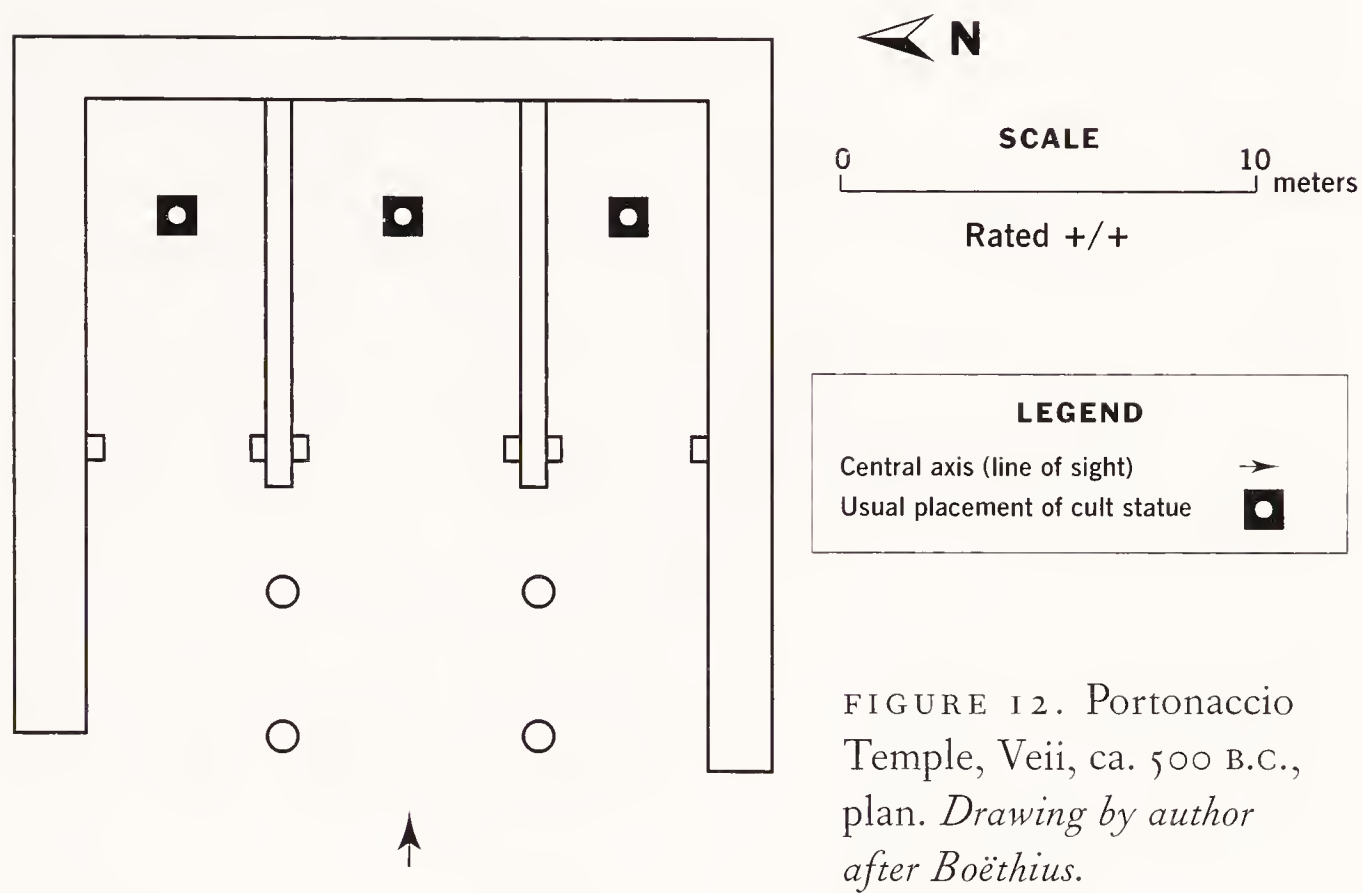 N
SCALE
0 10
meters
Rated +/+
LEGEND
Central axis (line of sight)
Usual placement of cult statue
FIGURE 12. Portonaccio
Temple, Veii, ca. 500 B.C.,
plan. Drawing by author
after Boëthius.